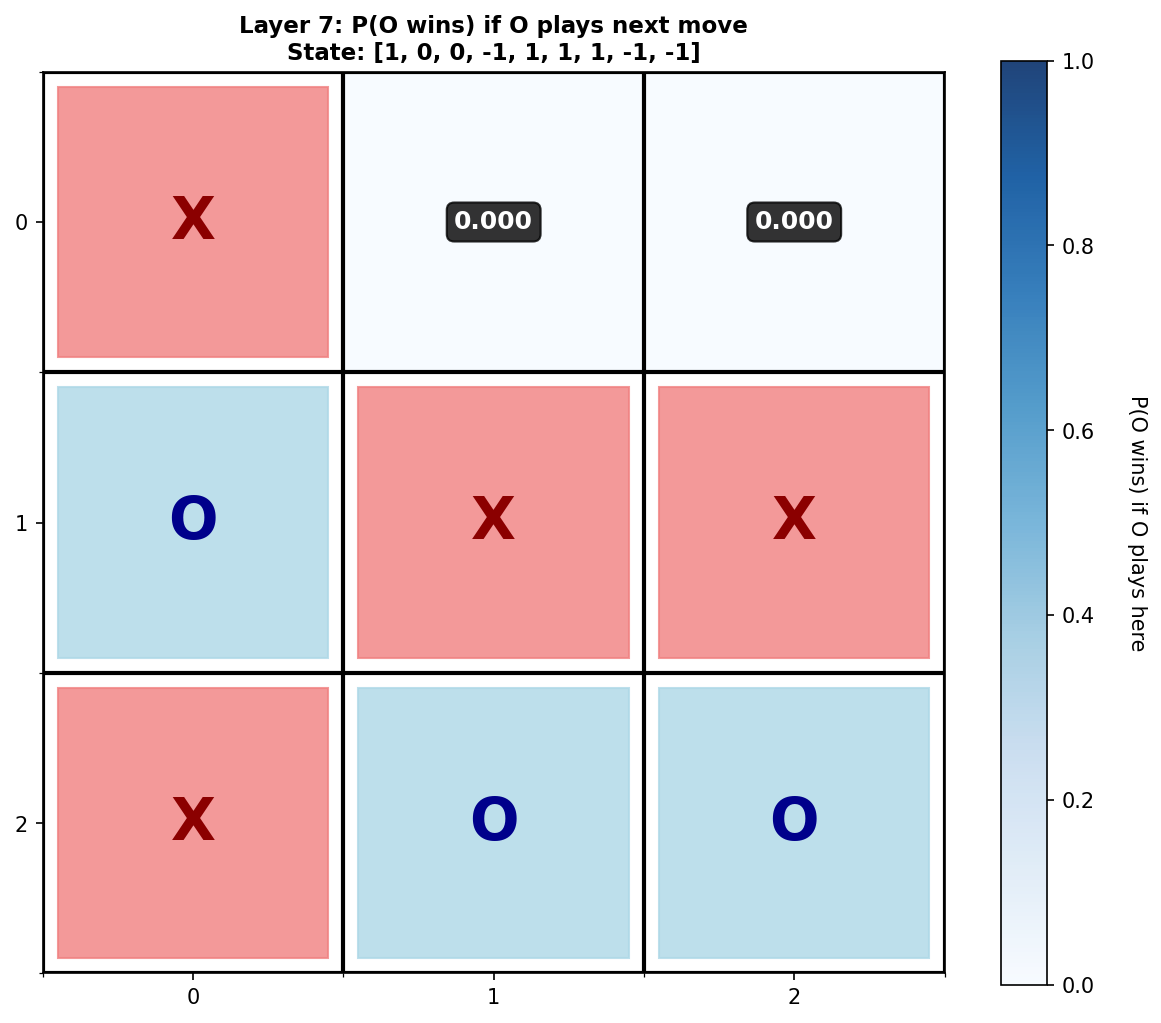 Layer 7: P(O wins) if O plays next move
State: [1, 0, 0, -1, 1, 1, 1, -1, -1]
X
0.000
0.000
O
X
X
X
O
O
0
1
2
0
1
2
1.0
0.8
0.6
0.4
0.2
0.0
P(O wins) if O plays here